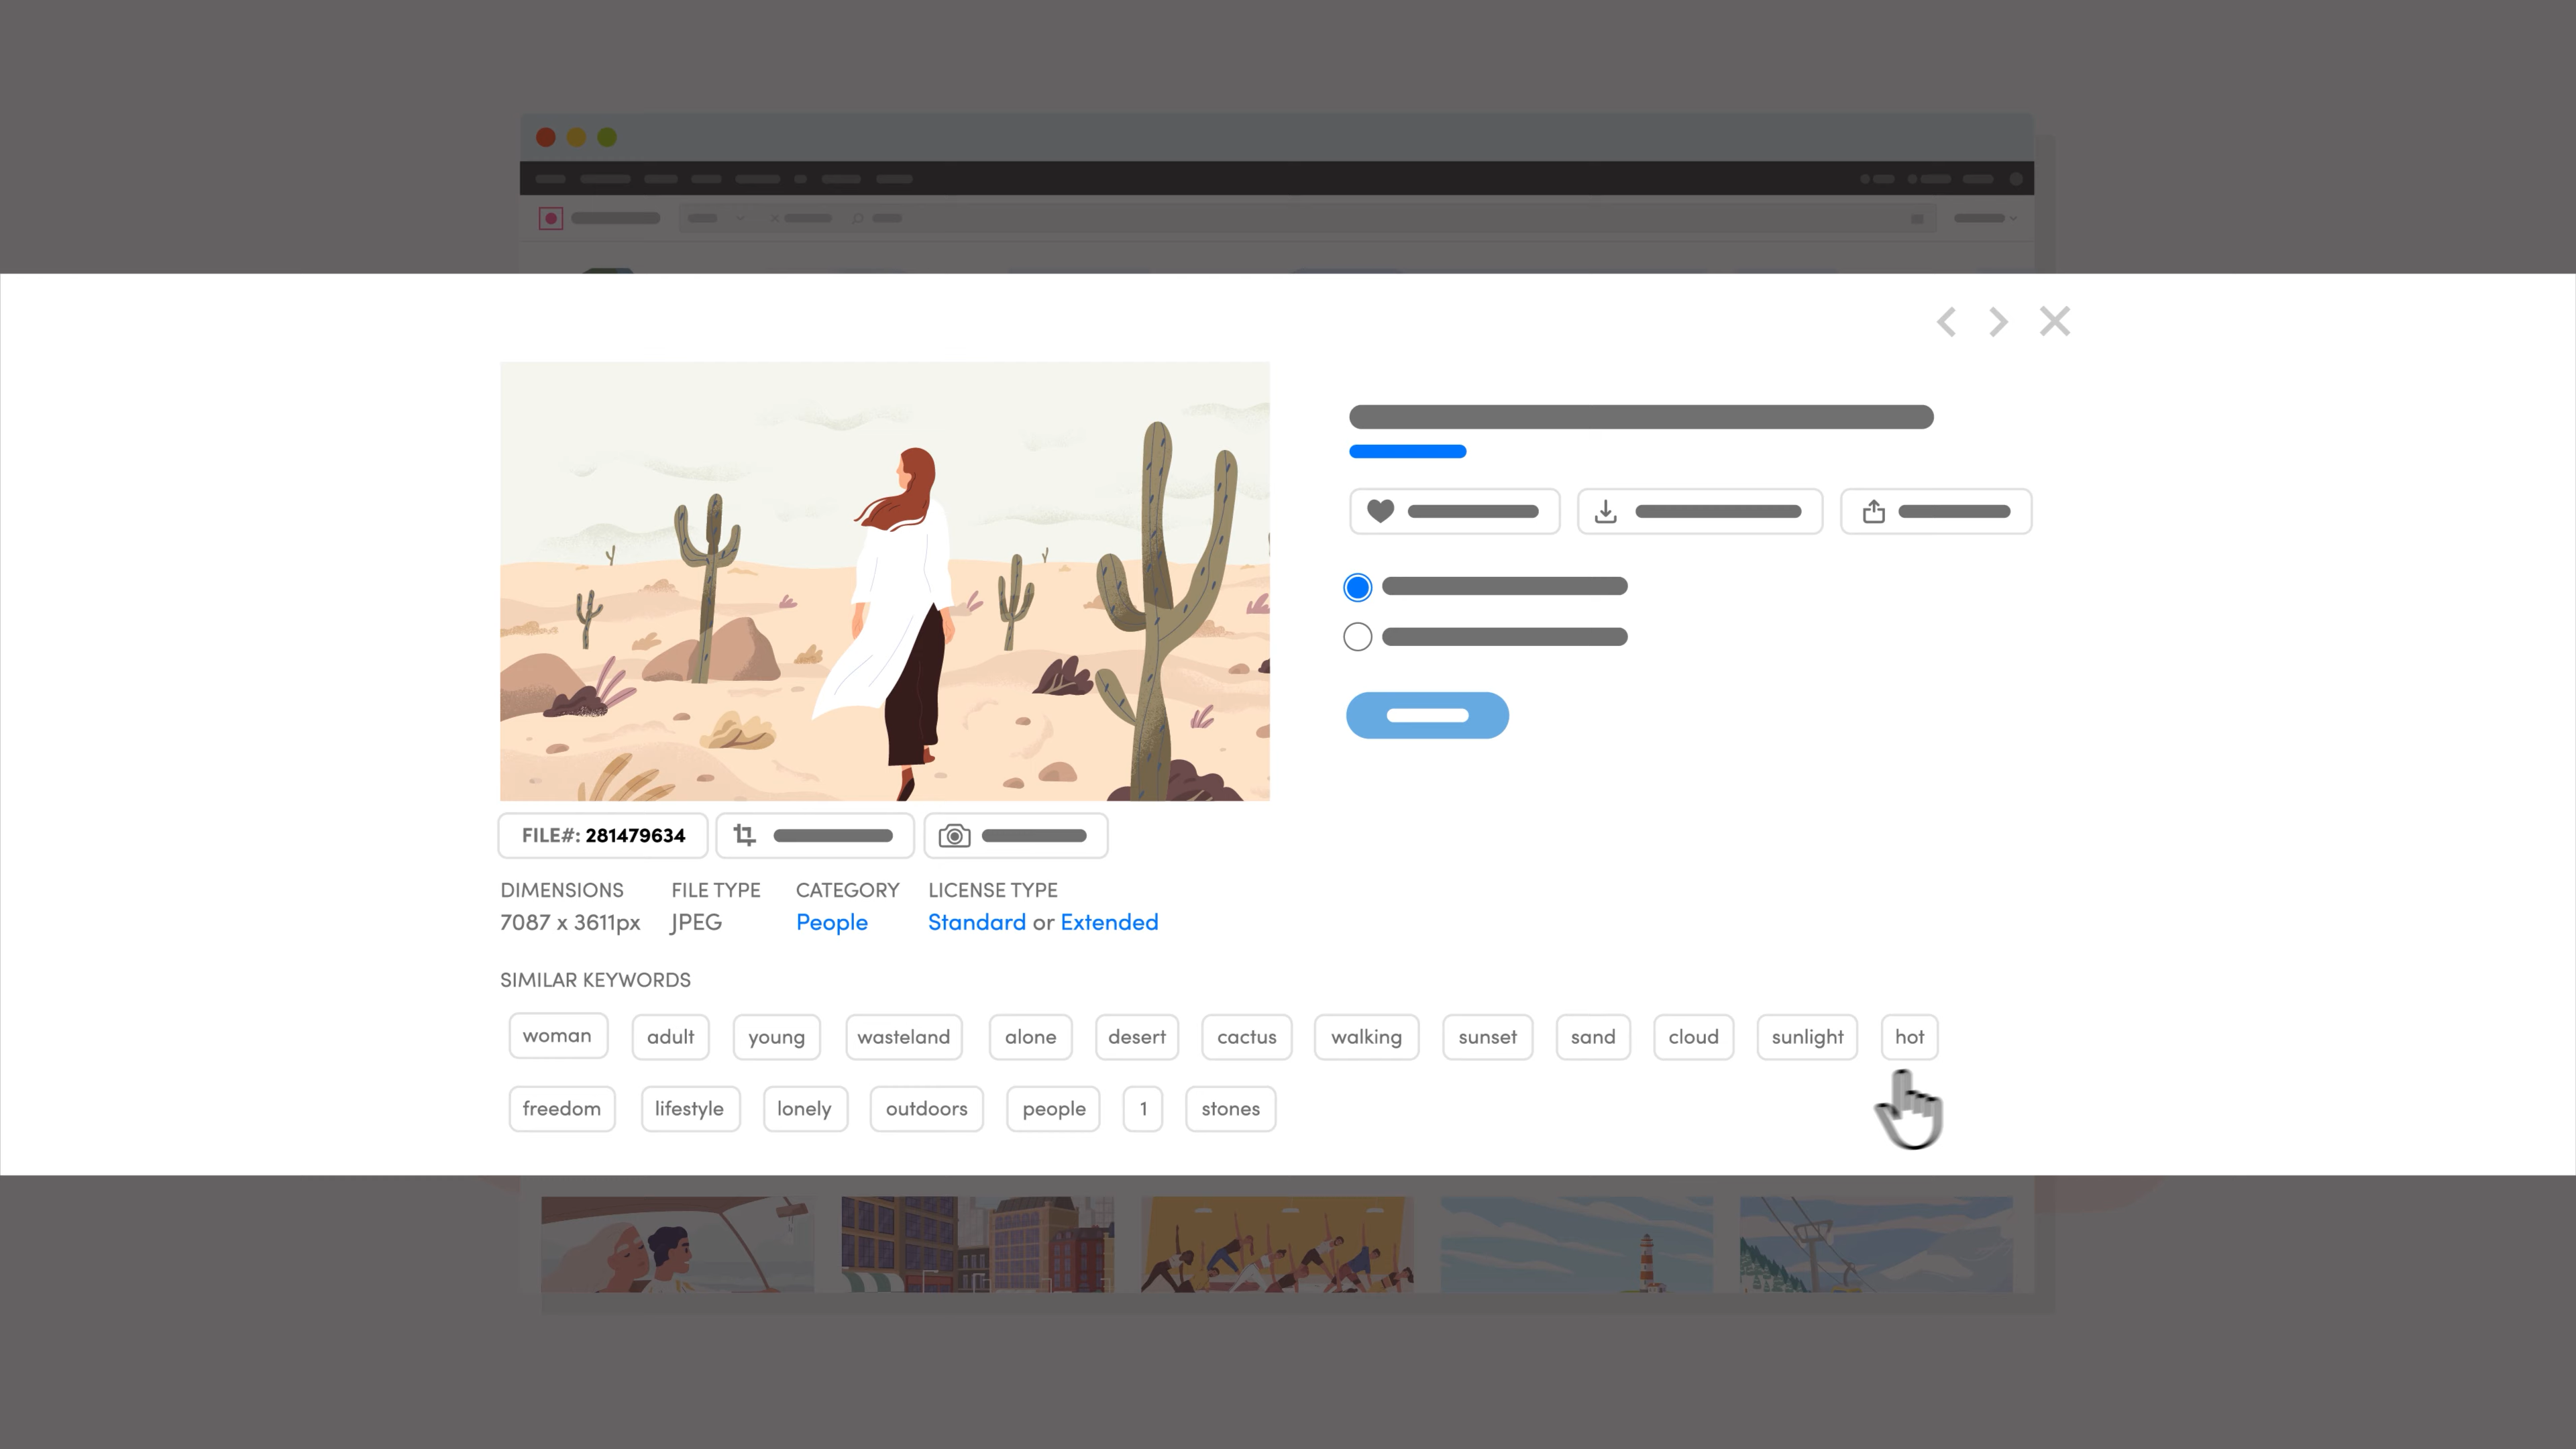 FILE#: 281479634
DIMENSIONS FILE TYPE CATEGORY LICENSE TYPE
7087 x 3611px JPEG People Standard or Extended
SIMILAR KEYWORDS
woman adult young wasteland alone desert cactus walking sunset sand cloud sunlight hot
freedom lifestyle lonely outdoors people 1 stones